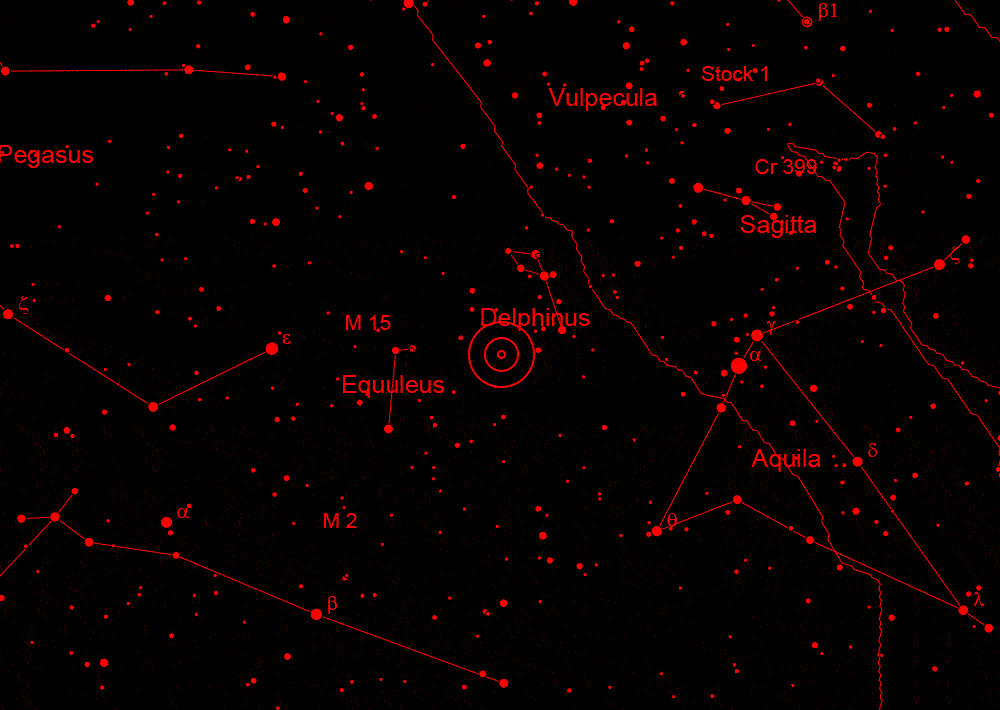 β1
Stock 1
Vulpecula
Pegasus
Cr 399
Sagitta
ζ
ζ
Delphinus
M 15
γ
ε
α
Equuleus
δ
Aquila
α
M 2
θ
β
λ